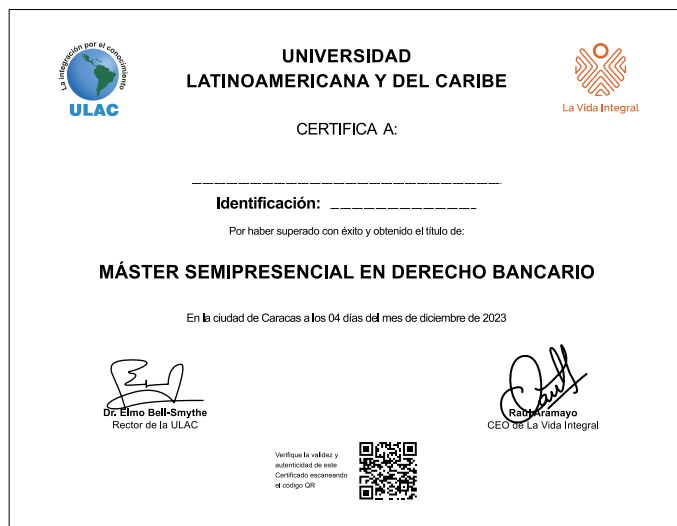 La integración por el conocimiento
ULAC
UNIVERSIDAD
LATINOAMERICANA Y DEL CARIBE
La Vida Integral
CERTIFICA A:
Identificación:
Por haber superado con éxito y obtenido el título de:
MÁSTER SEMIPRESENCIAL EN DERECHO BANCARIO
En la ciudad de Caracas a los 04 días del mes de diciembre de 2023
Dr. Elmo Bell-Smythe
Rector de la ULAC
Raúl Aramayo
CEO de La Vida Integral
Verifique la validez y
autenticidad de este
Certificado escaneando
el código QR